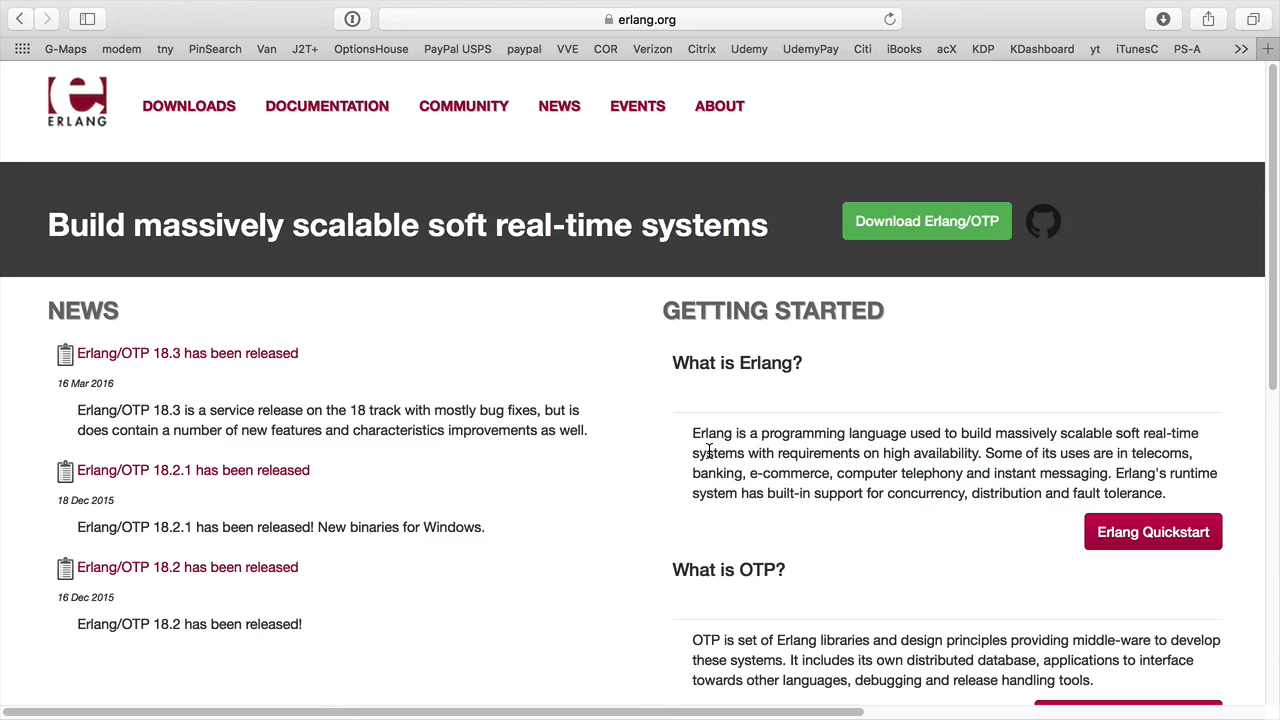 erlang.org
G-Maps modem tny PinSearch Van J2T+ OptionsHouse PayPal USPS paypal VVE COR Verizon Citrix Udemy UdemyPay Citi iBooks acX KDP KDashboard yt iTunesC PS-A
ERLANG
DOWNLOADS DOCUMENTATION COMMUNITY NEWS EVENTS ABOUT
Build massively scalable soft real-time systems
Download Erlang/OTP
NEWS
Erlang/OTP 18.3 has been released
16 Mar 2016
Erlang/OTP 18.3 is a service release on the 18 track with mostly bug fixes, but is
does contain a number of new features and characteristics improvements as well.
Erlang/OTP 18.2.1 has been released
18 Dec 2015
Erlang/OTP 18.2.1 has been released! New binaries for Windows.
Erlang/OTP 18.2 has been released
16 Dec 2015
Erlang/OTP 18.2 has been released!
GETTING STARTED
What is Erlang?
Erlang is a programming language used to build massively scalable soft real-time
systems with requirements on high availability. Some of its uses are in telecoms,
banking, e-commerce, computer telephony and instant messaging. Erlang's runtime
system has built-in support for concurrency, distribution and fault tolerance.
Erlang Quickstart
What is OTP?
OTP is set of Erlang libraries and design principles providing middle-ware to develop
these systems. It includes its own distributed database, applications to interface
towards other languages, debugging and release handling tools.